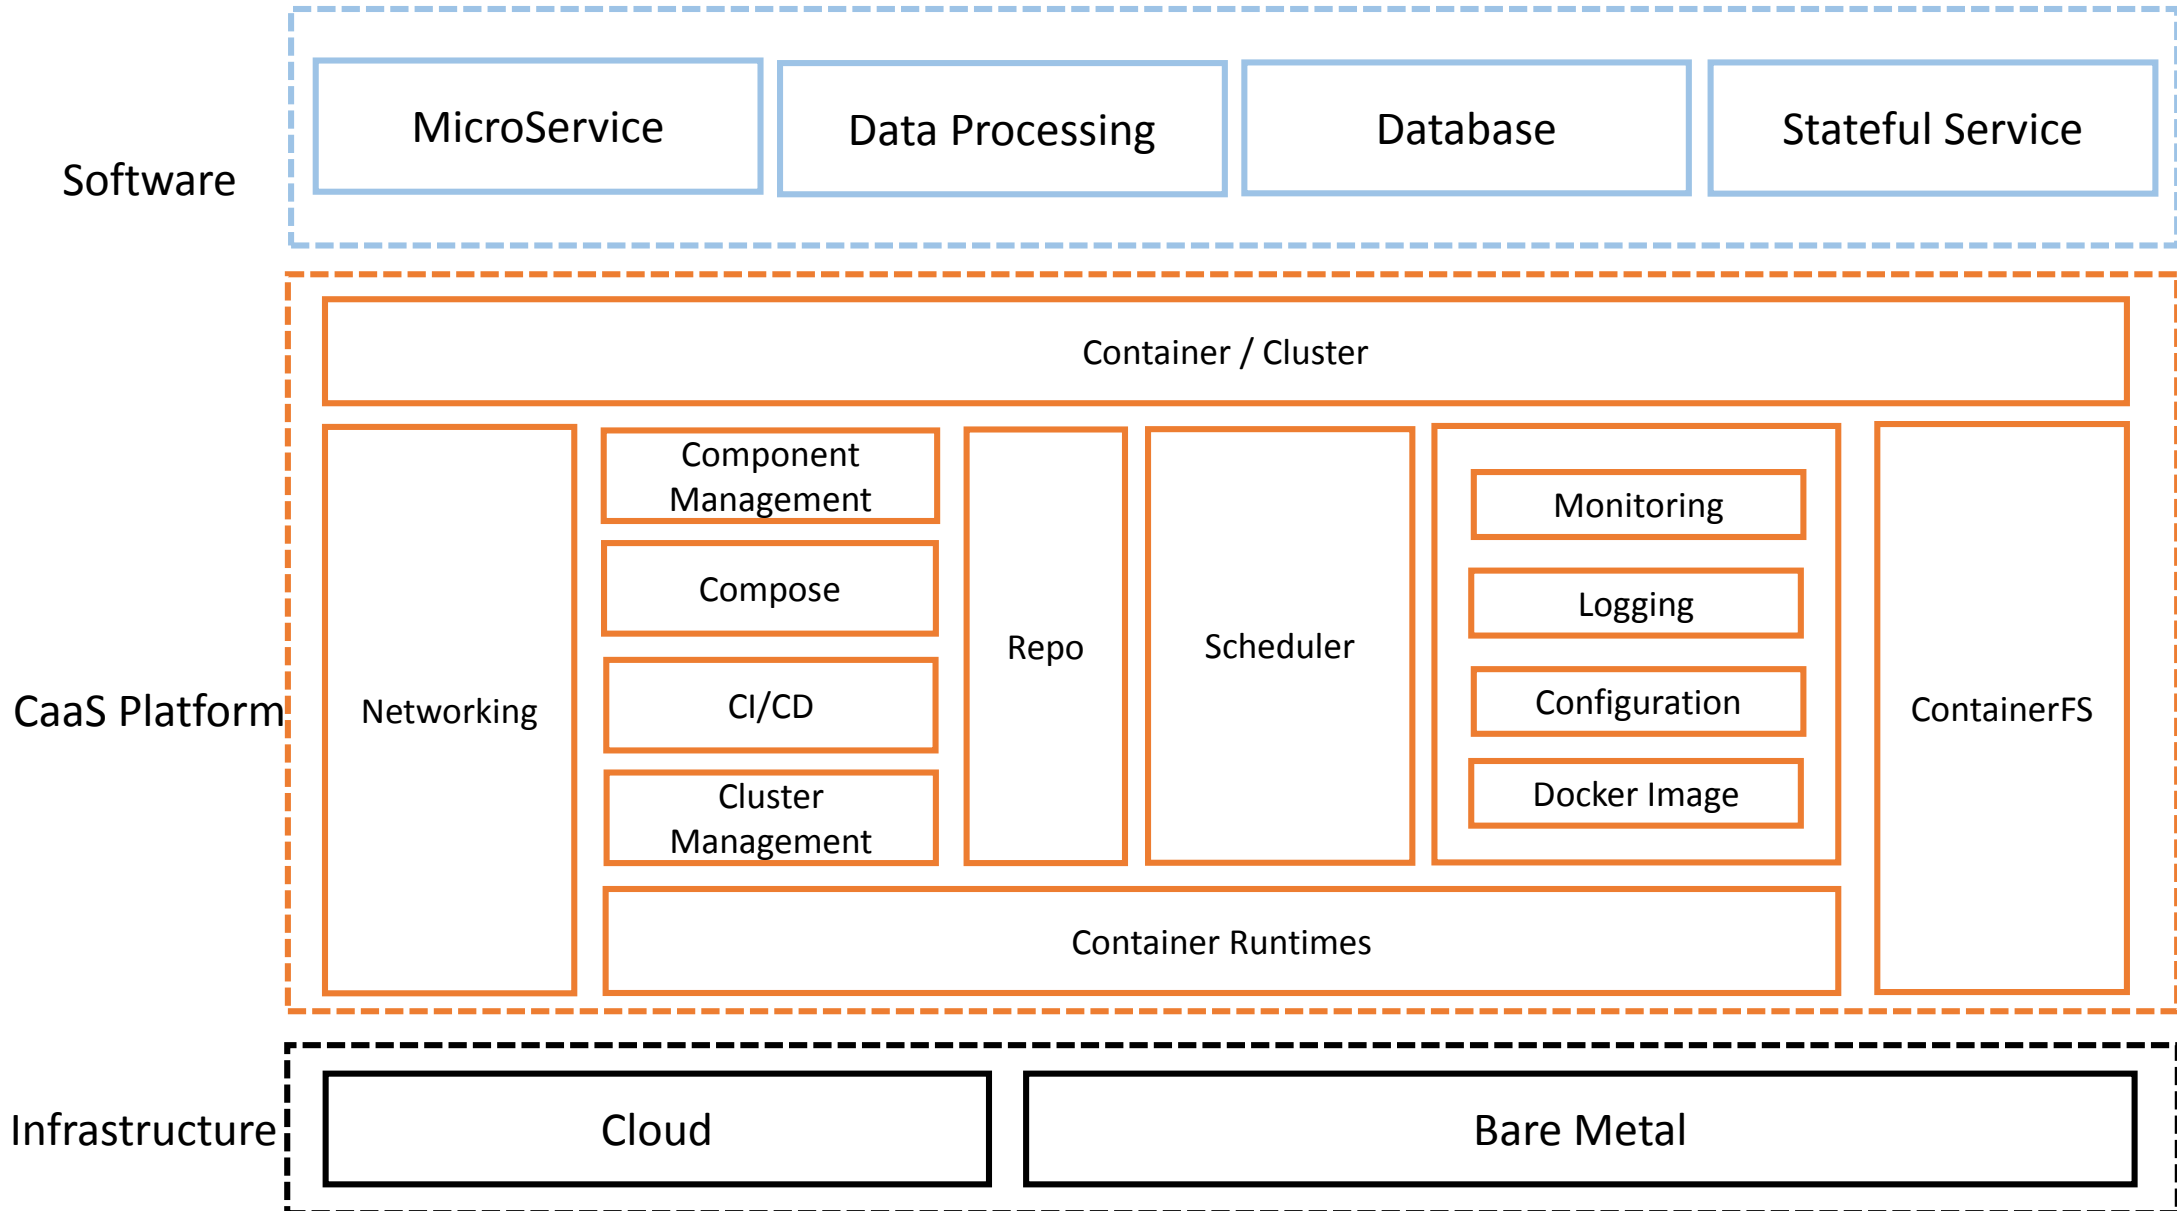 Software
MicroService
Data Processing
Database
Stateful Service
CaaS Platform
Container / Cluster
Networking
Component
Management
Compose
CI/CD
Cluster
Management
Repo
Scheduler
Monitoring
Logging
Configuration
Docker Image
ContainerFS
Container Runtimes
Infrastructure
Cloud
Bare Metal